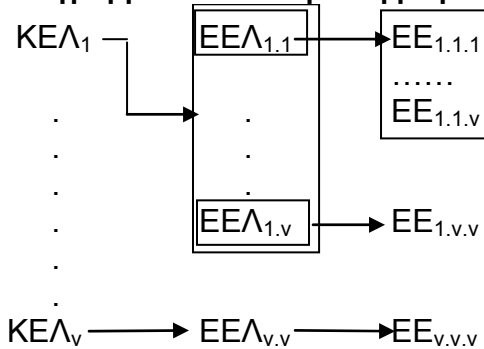 ΚΕΛ1 ΕΕΛ1.1 ΕΕ1.1.1
......
ΕΕ1.1.ν
. .
. .
. .
ΕΕΛ1.ν ΕΕ1.ν.ν
.
.
.
ΚΕΛν ΕΕΛν.ν ΕΕν.ν.ν